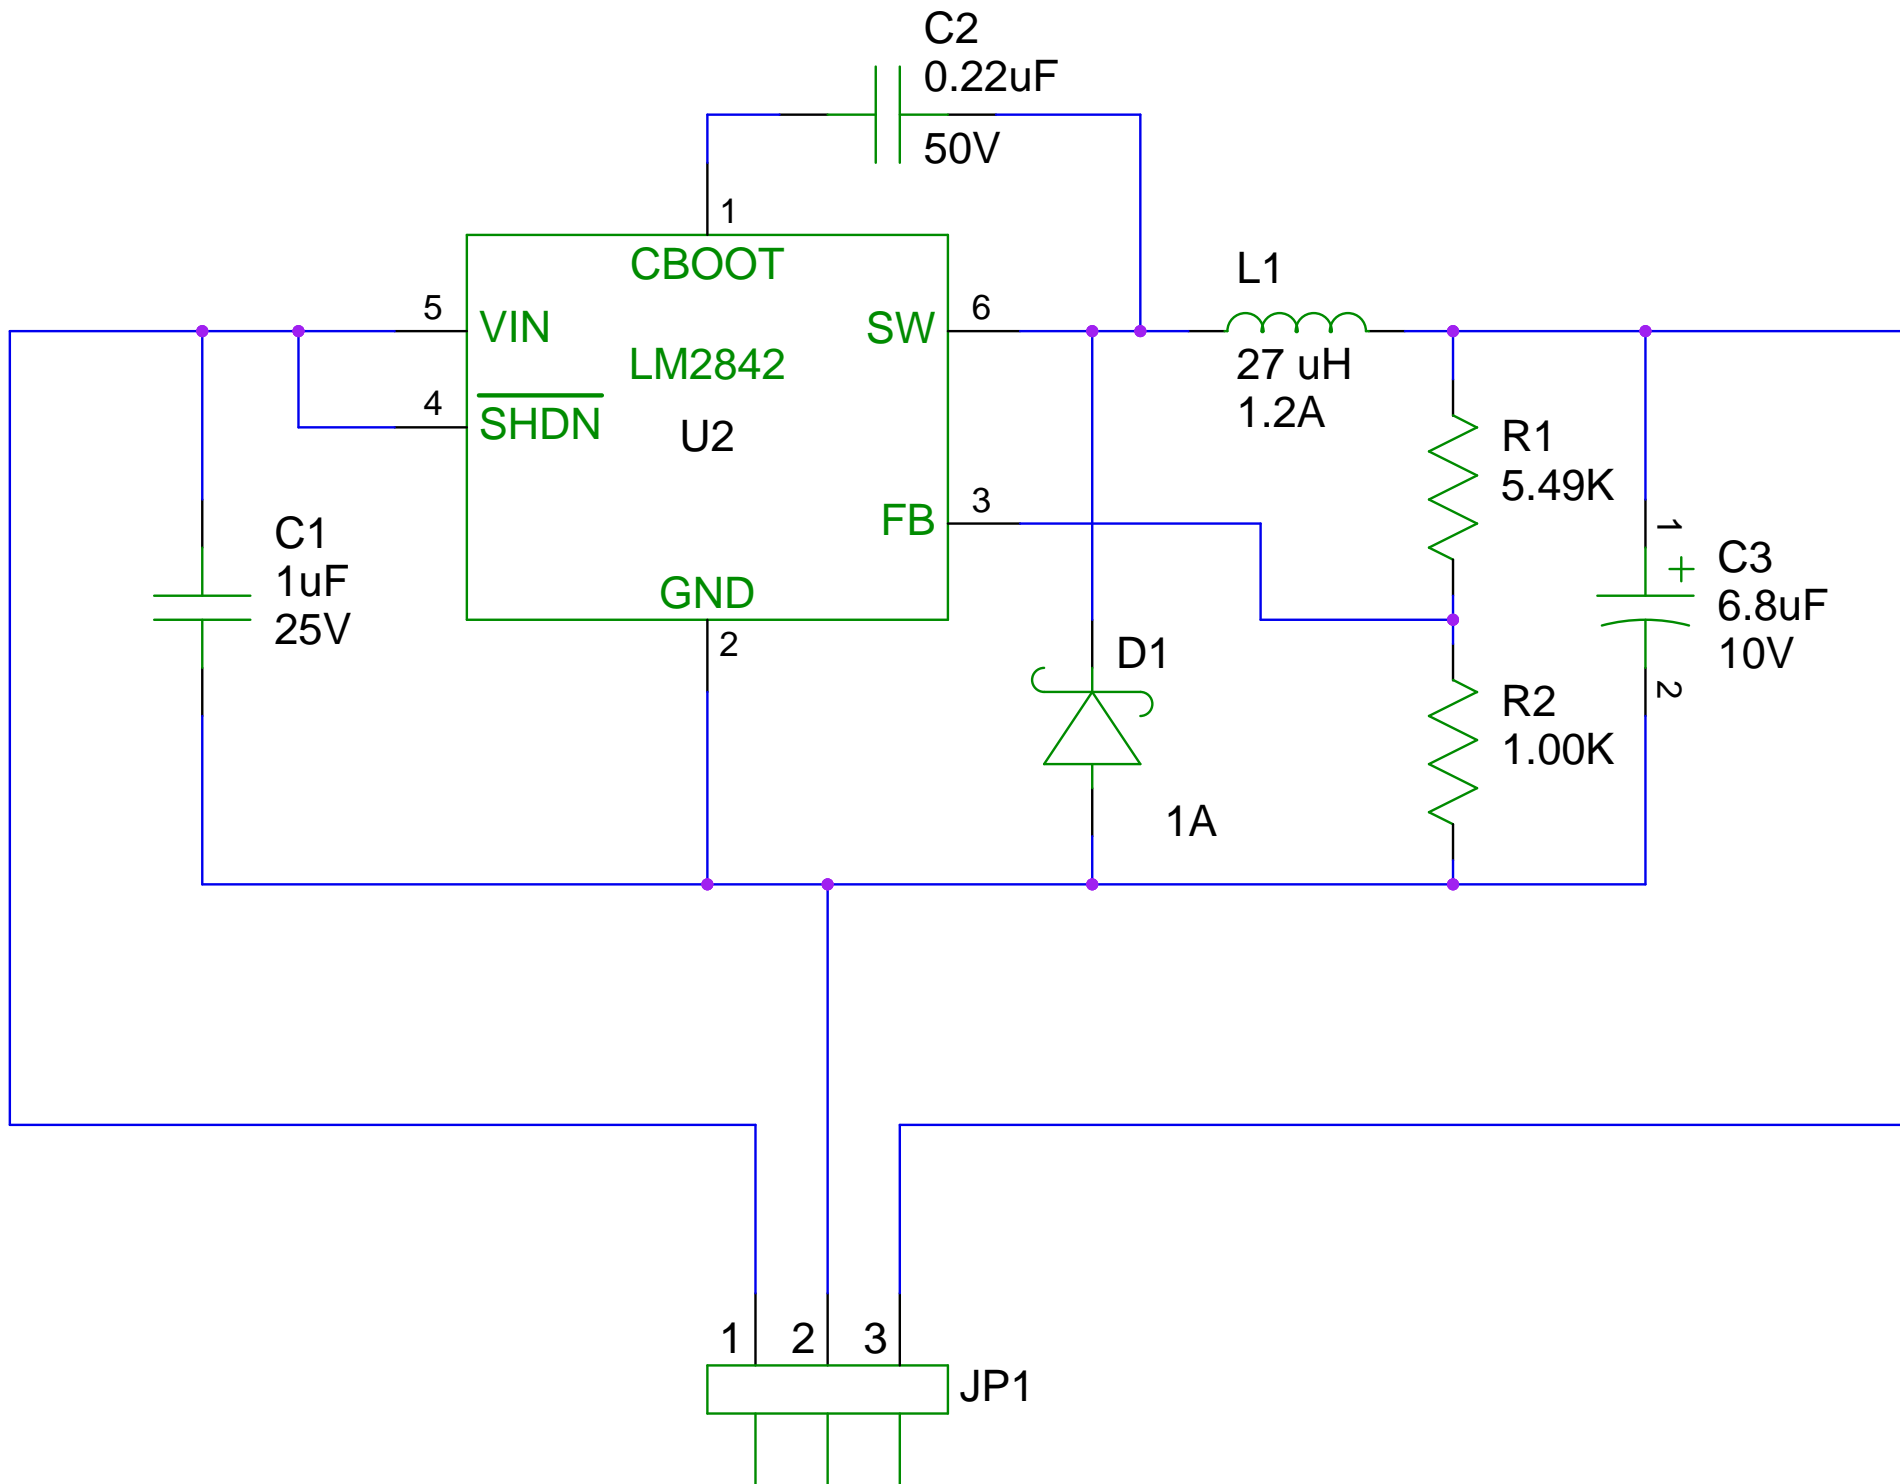 C2
0.22uF
50V
1
CBOOT
5
VIN
SW
6
LM2842
4
SHDN
U2
L1
27 uH
1.2A
R1
5.49K
FB
3
C1
1uF
25V
GND
2
1
C3
6.8uF
10V
2
D1
1A
R2
1.00K
1
2
3
JP1